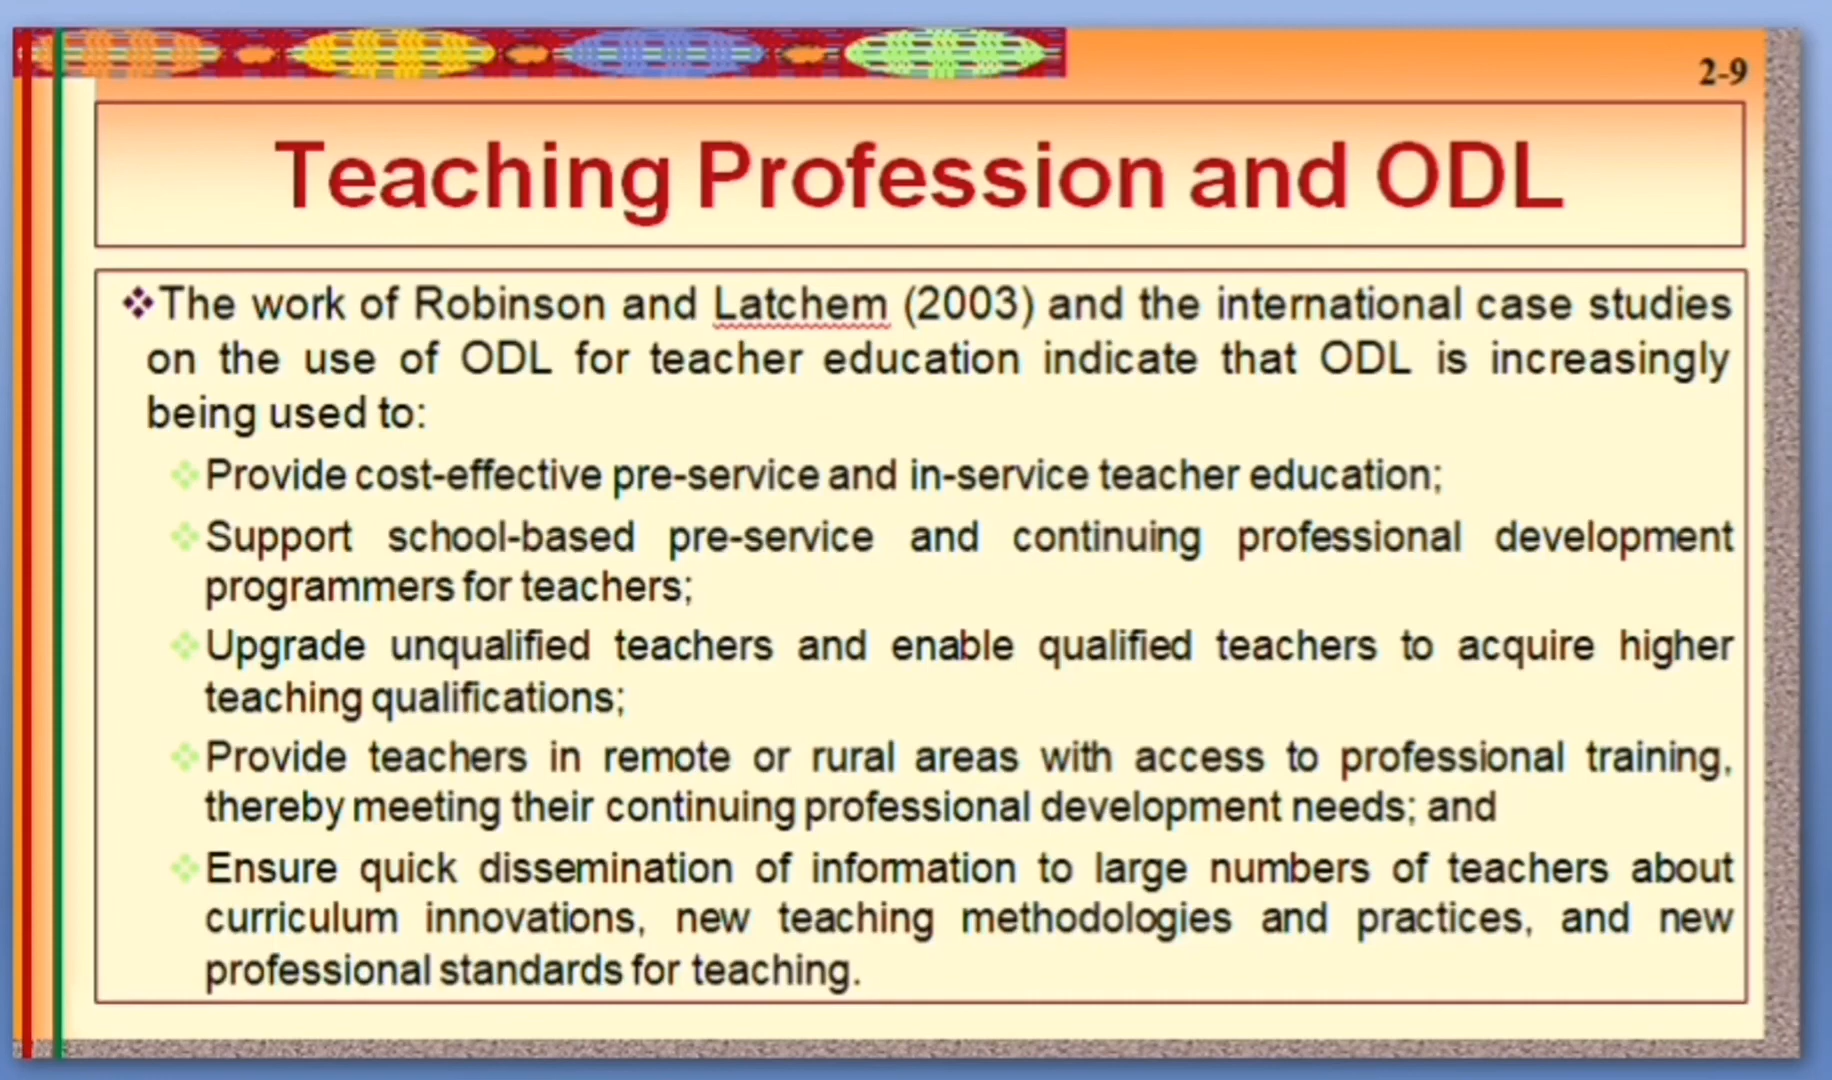 2-9
Teaching Profession and ODL
❖The work of Robinson and Latchem (2003) and the international case studies
on the use of ODL for teacher education indicate that ODL is increasingly
being used to:
❖Provide cost-effective pre-service and in-service teacher education;
❖Support school-based pre-service and continuing professional development
programmers for teachers;
❖Upgrade unqualified teachers and enable qualified teachers to acquire higher
teaching qualifications;
❖Provide teachers in remote or rural areas with access to professional training,
thereby meeting their continuing professional development needs; and
❖Ensure quick dissemination of information to large numbers of teachers about
curriculum innovations, new teaching methodologies and practices, and new
professional standards for teaching.